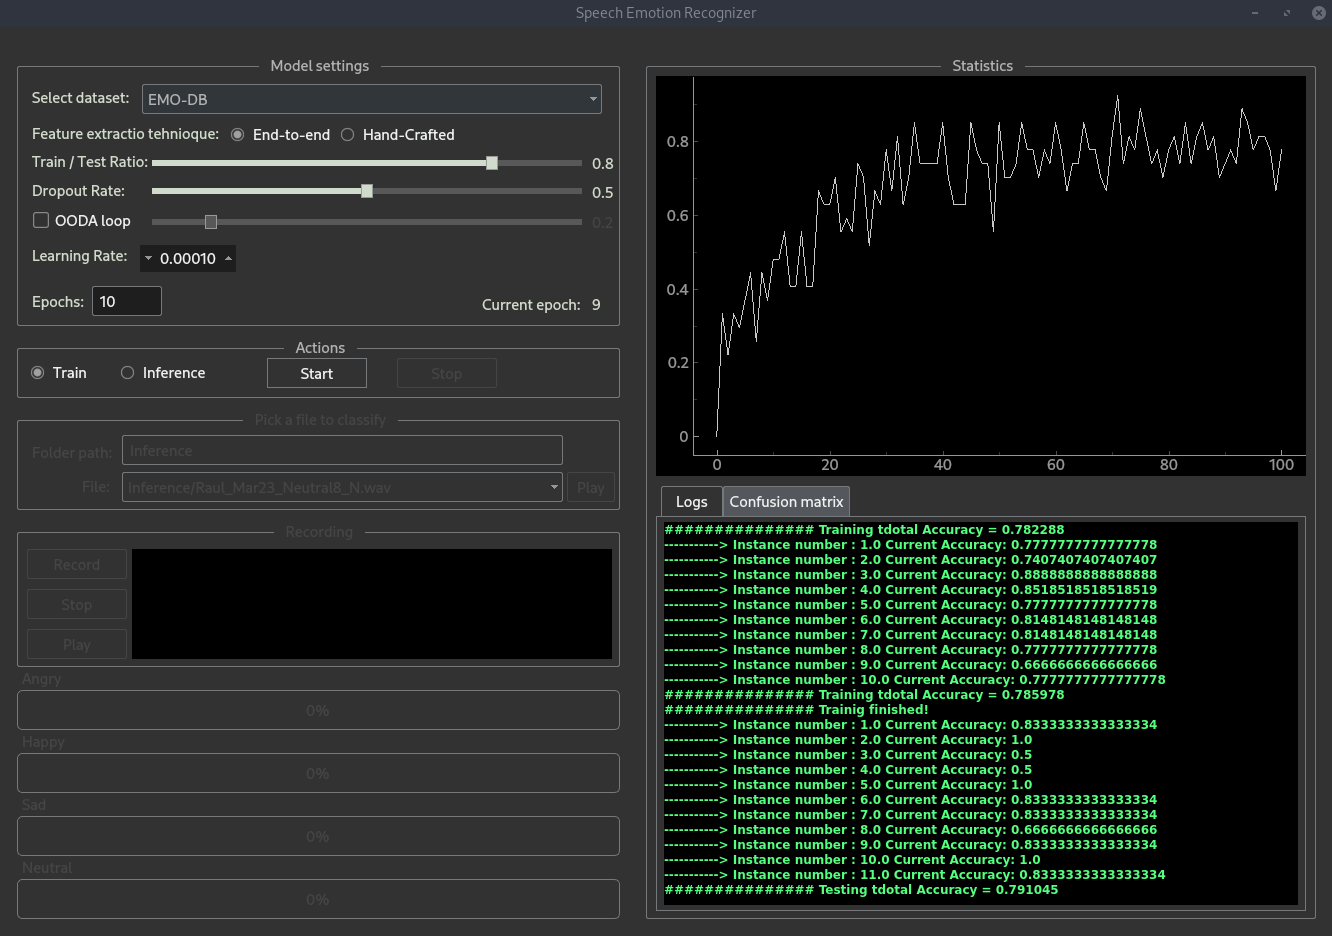 Speech Emotion Recognizer
Model settings
Select dataset: EMO-DB
Feature extractio tehnioque: End-to-end Hand-Crafted
Train / Test Ratio: 0.8
Dropout Rate: 0.5
OODA loop 0.2
Learning Rate: 0.00010
Epochs: 10 Current epoch: 9
Actions
Train Inference Start Stop
Pick a file to classify
Folder path: Inference
File: Inference/Raul_Mar23_Neutral8_N.wav Play
Recording
Record
Stop
Play
Angry
0%
Happy
0%
Sad
0%
Neutral
0%
Statistics
0.8
0.6
0.4
0.2
0
0 20 40 60 80 100
Logs Confusion matrix
############### Training tdotal Accuracy = 0.782288
----------> Instance number : 1.0 Current Accuracy: 0.7777777777777778
----------> Instance number : 2.0 Current Accuracy: 0.7407407407407407
----------> Instance number : 3.0 Current Accuracy: 0.8888888888888888
----------> Instance number : 4.0 Current Accuracy: 0.8518518518518519
----------> Instance number : 5.0 Current Accuracy: 0.7777777777777778
----------> Instance number : 6.0 Current Accuracy: 0.8148148148148148
----------> Instance number : 7.0 Current Accuracy: 0.8148148148148148
----------> Instance number : 8.0 Current Accuracy: 0.7777777777777778
----------> Instance number : 9.0 Current Accuracy: 0.6666666666666666
----------> Instance number : 10.0 Current Accuracy: 0.7777777777777778
############### Training tdotal Accuracy = 0.785978
############### Trainig finished!
----------> Instance number : 1.0 Current Accuracy: 0.8333333333333334
----------> Instance number : 2.0 Current Accuracy: 1.0
----------> Instance number : 3.0 Current Accuracy: 0.5
----------> Instance number : 4.0 Current Accuracy: 0.5
----------> Instance number : 5.0 Current Accuracy: 1.0
----------> Instance number : 6.0 Current Accuracy: 0.8333333333333334
----------> Instance number : 7.0 Current Accuracy: 0.8333333333333334
----------> Instance number : 8.0 Current Accuracy: 0.6666666666666666
----------> Instance number : 9.0 Current Accuracy: 0.8333333333333334
----------> Instance number : 10.0 Current Accuracy: 1.0
----------> Instance number : 11.0 Current Accuracy: 0.8333333333333334
############### Testing tdotal Accuracy = 0.791045